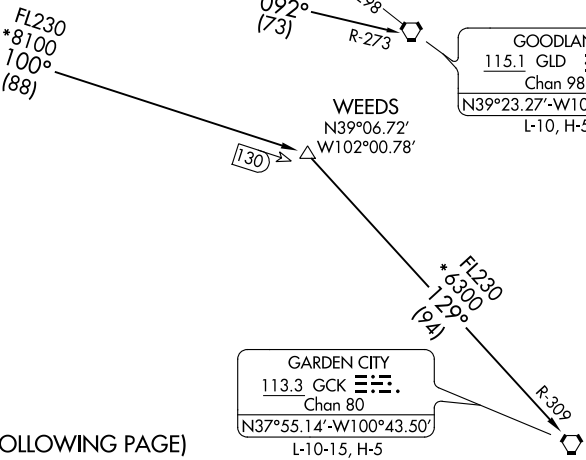 FL230
*8100
100°
(88)
092°
(73)
R-273
GOODLAN
115.1 GLD
Chan 98
N39°23.27'-W10
L-10, H-5
WEEDS
N39°06.72'
W102°00.78'
130
FL230
*6300
129°
(94)
GARDEN CITY
113.3 GCK
Chan 80
N37°55.14'-W100°43.50'
L-10-15, H-5
R-309
OLLOWING PAGE)